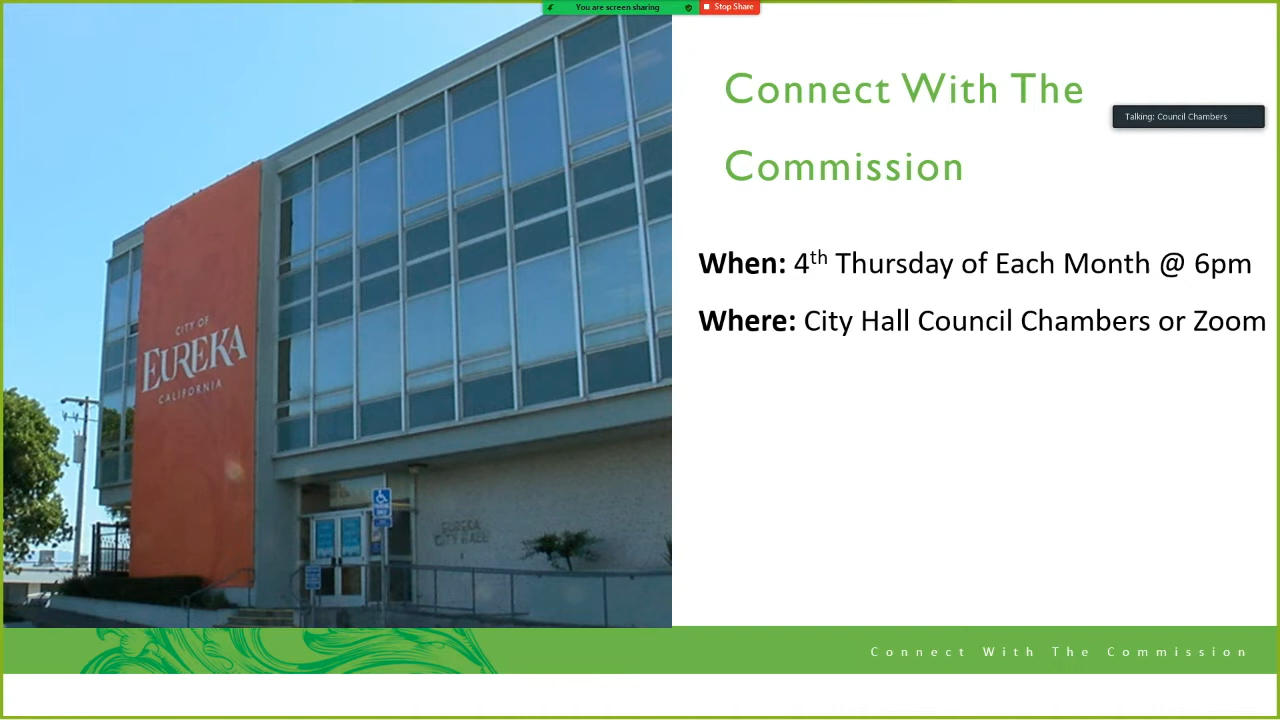 You are screen sharing
Stop Share
Connect With The
Talking: Council Chambers
Commission
When: 4th Thursday of Each Month @ 6pm
Where: City Hall Council Chambers or Zoom
CITY OF
EUREKA
CALIFORNIA
EUREKA
CITY HALL
Connect With The Commission